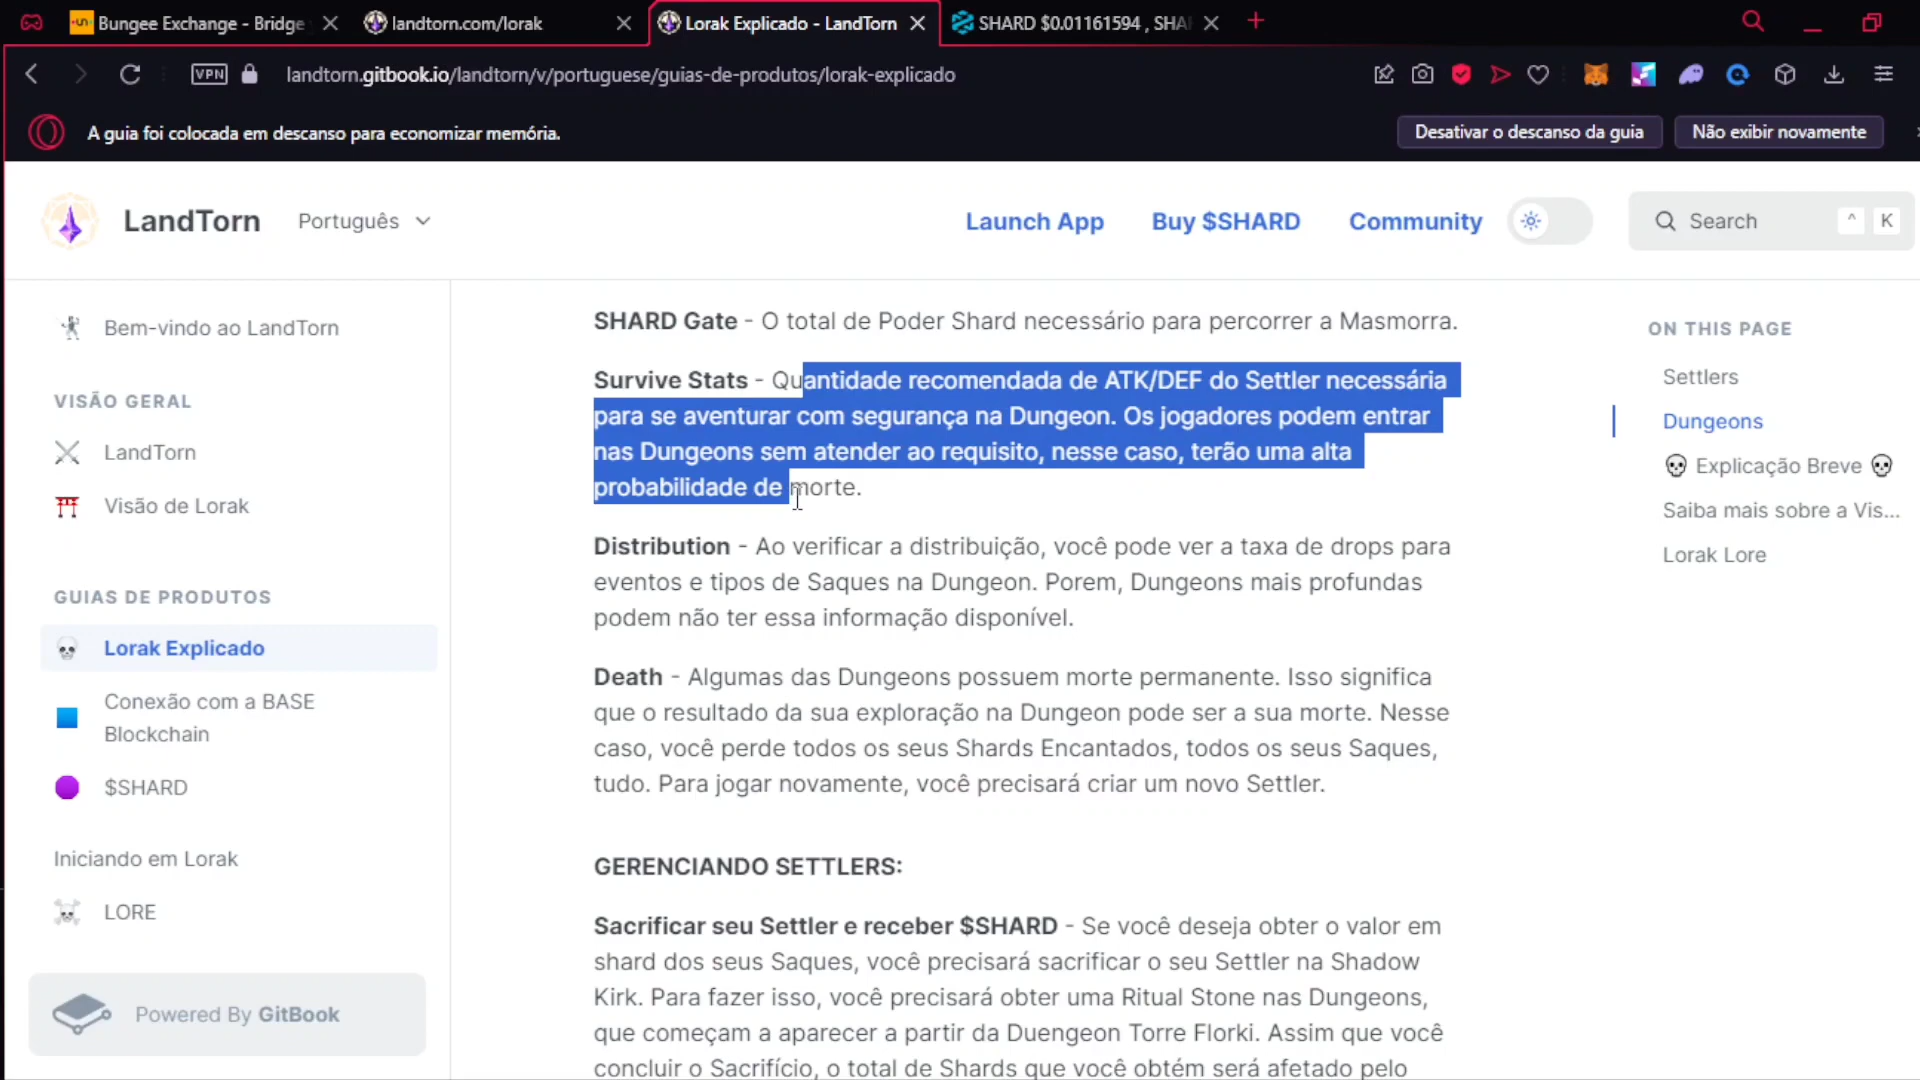 Bungee Exchange - Bridge
landtorn.com/lorak
Lorak Explicado - LandTorn
SHARD $0.01161594 , SHA
VPN
landtorn.gitbook.io/landtorn/v/portuguese/guias-de-produtos/lorak-explicado
A guia foi colocada em descanso para economizar memória.
Desativar o descanso da guia
Não exibir novamente
LandTorn
Português
Launch App
Buy $SHARD
Community
Search
^ K
Bem-vindo ao LandTorn
VISÃO GERAL
LandTorn
Visão de Lorak
GUIAS DE PRODUTOS
Lorak Explicado
Conexão com a BASE
Blockchain
$SHARD
Iniciando em Lorak
LORE
Powered By GitBook
SHARD Gate - O total de Poder Shard necessário para percorrer a Masmorra.
Survive Stats - Quantidade recomendada de ATK/DEF do Settler necessária
para se aventurar com segurança na Dungeon. Os jogadores podem entrar
nas Dungeons sem atender ao requisito, nesse caso, terão uma alta
probabilidade de morte.
Distribution - Ao verificar a distribuição, você pode ver a taxa de drops para
eventos e tipos de Saques na Dungeon. Porem, Dungeons mais profundas
podem não ter essa informação disponível.
Death - Algumas das Dungeons possuem morte permanente. Isso significa
que o resultado da sua exploração na Dungeon pode ser a sua morte. Nesse
caso, você perde todos os seus Shards Encantados, todos os seus Saques,
tudo. Para jogar novamente, você precisará criar um novo Settler.
GERENCIANDO SETTLERS:
Sacrificar seu Settler e receber $SHARD - Se você deseja obter o valor em
shard dos seus Saques, você precisará sacrificar o seu Settler na Shadow
Kirk. Para fazer isso, você precisará obter uma Ritual Stone nas Dungeons,
que começam a aparecer a partir da Duengeon Torre Florki. Assim que você
concluir o Sacrifício, o total de Shards que você obtém será afetado pelo
ON THIS PAGE
Settlers
Dungeons
Explicação Breve
Saiba mais sobre a Vis...
Lorak Lore